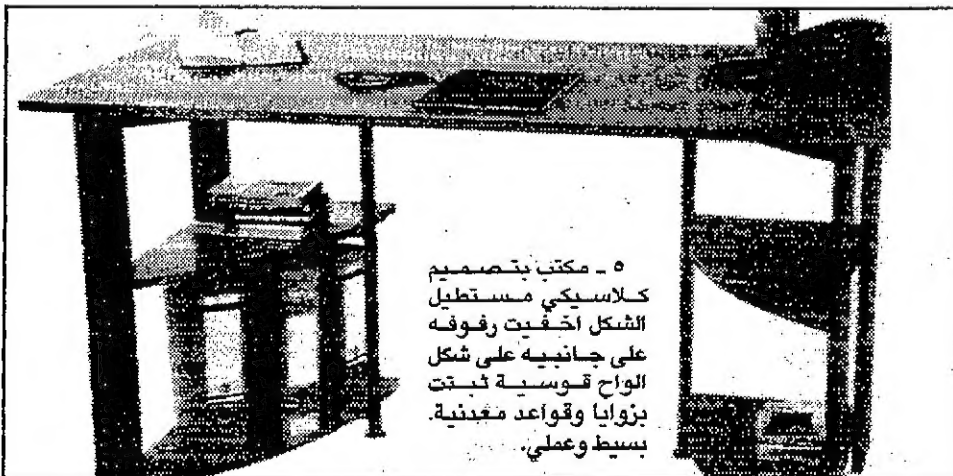 ٥ ـ مكتب بتصميم
كلاسيكي مستطيل
الشكل اخفيت رفوفه
على جانبيه على شكل
الواح قوسية ثبتت
بزوايا وقواعد معدنية.
بسيط وعملي.